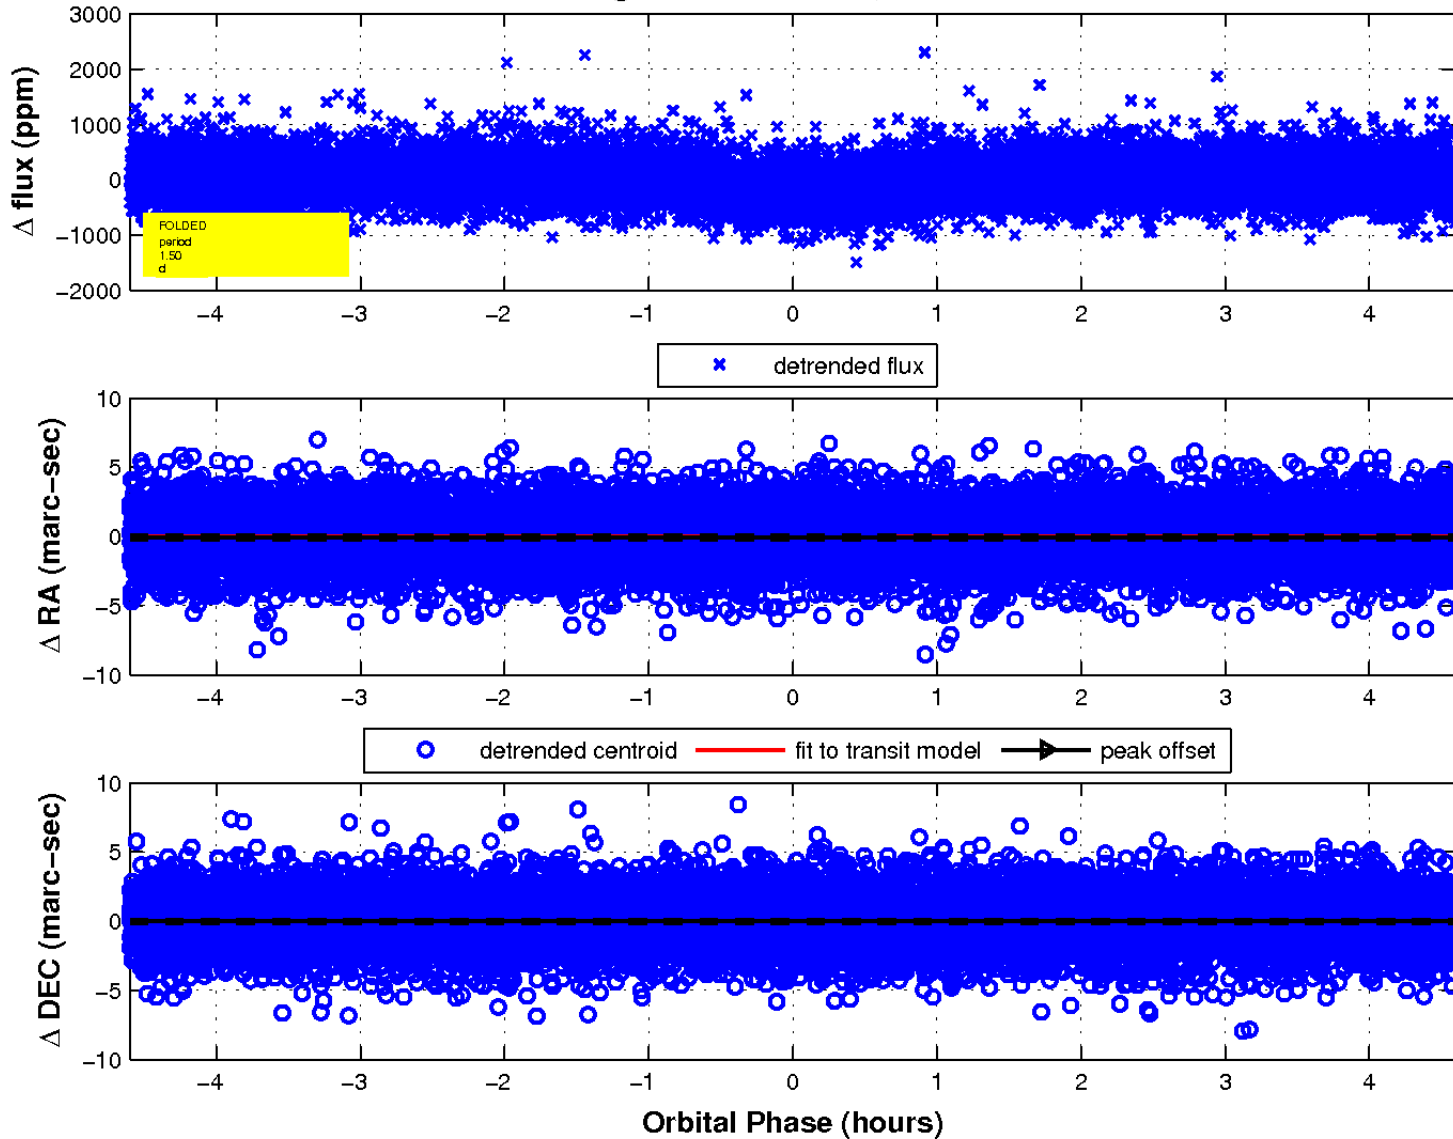 3000
2000
1000
0
−1000
−2000
Δ flux (ppm)
FOLDED
period
1.50
d
−4 −3 −2 −1 0 1 2 3 4
detrended flux
10
5
0
−5
−10
Δ RA (marc−sec)
−4 −3 −2 −1 0 1 2 3 4
detrended centroid fit to transit model peak offset
10
5
0
−5
−10
Δ DEC (marc−sec)
−4 −3 −2 −1 0 1 2 3 4
Orbital Phase (hours)